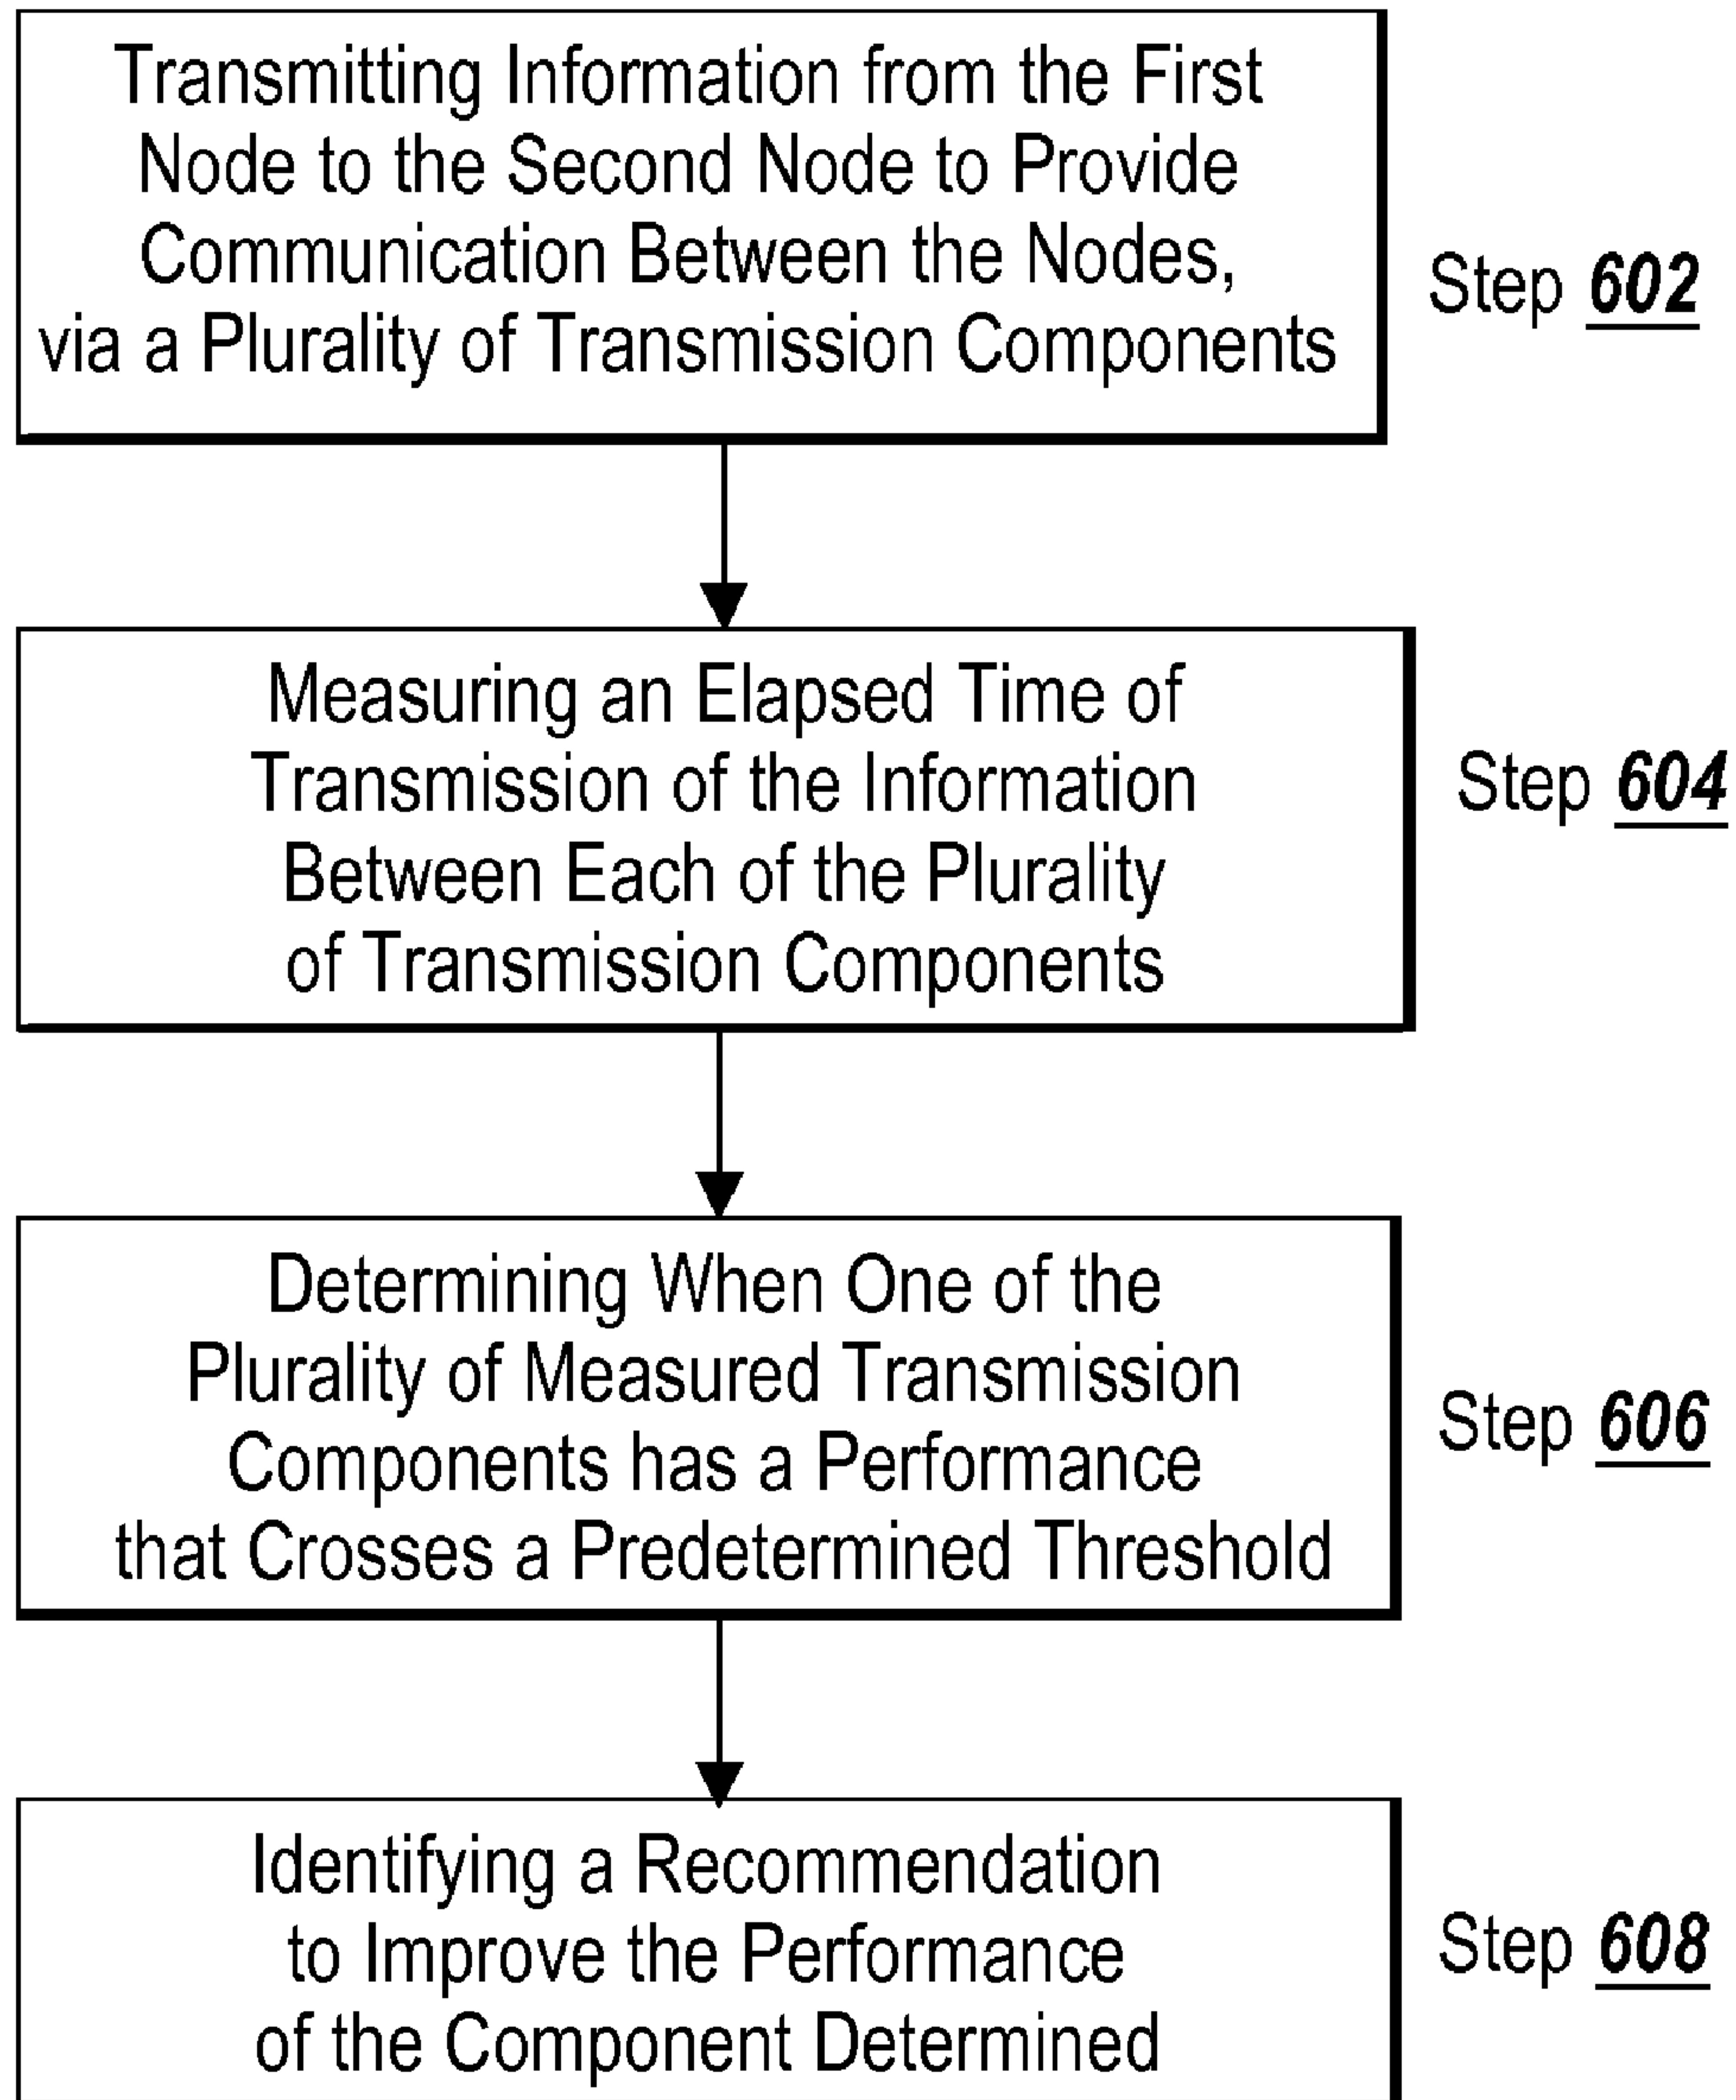 Transmitting Information from the First
Node to the Second Node to Provide
Communication Between the Nodes,
via a Plurality of Transmission Components
Step 602
Measuring an Elapsed Time of
Transmission of the Information
Between Each of the Plurality
of Transmission Components
Step 604
Determining When One of the
Plurality of Measured Transmission
Components has a Performance
that Crosses a Predetermined Threshold
Step 606
Identifying a Recommendation
to Improve the Performance
of the Component Determined
Step 608